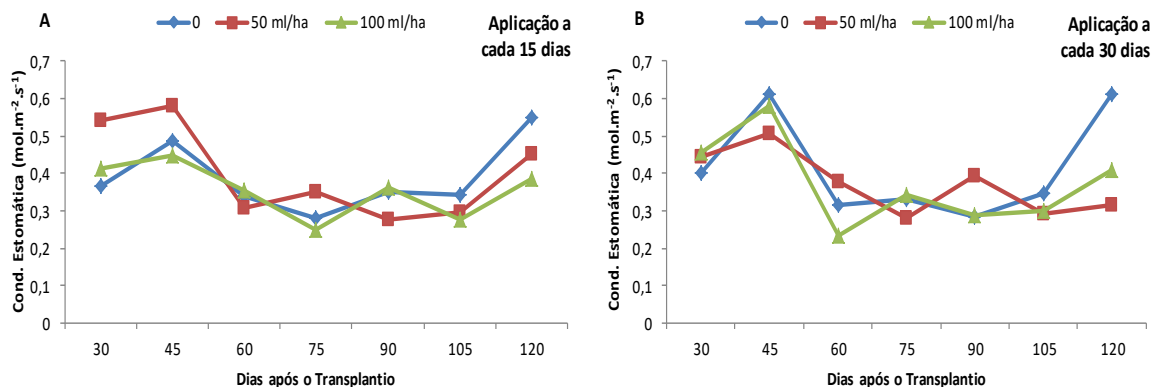 A
0 50 ml/ha 100 ml/ha
Aplicação a
cada 15 dias
Cond. Estomática (mol.m⁻².s⁻¹)
0,7
0,6
0,5
0,4
0,3
0,2
0,1
0
30 45 60 75 90 105 120
Dias após o Transplantio
B
0 50 ml/ha 100 ml/ha
Aplicação a
cada 30 dias
Cond. Estomática (mol.m⁻².s⁻¹)
0,7
0,6
0,5
0,4
0,3
0,2
0,1
0
30 45 60 75 90 105 120
Dias após o Transplantio